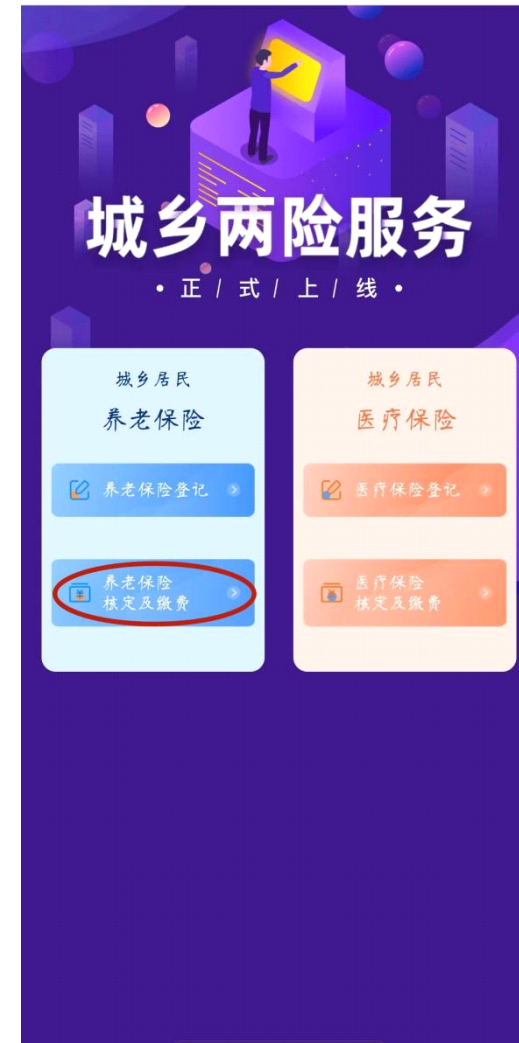 城乡两险服务
•正/式/上/线•
城乡居民
养老保险
养老保险登记
养老保险
核定及缴费
城乡居民
医疗保险
医疗保险登记
医疗保险
核定及缴费